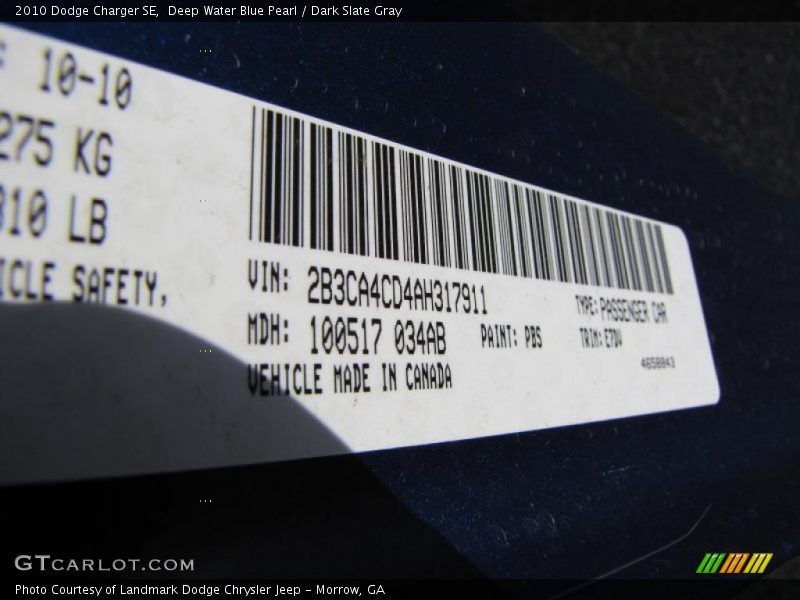 2010 Dodge Charger SE,  Deep Water Blue Pearl / Dark Slate Gray
: 10-10
275 KG
310 LB
ICLE SAFETY,
VIN: 2B3CA4CD4AH317911
TYPE: PASSENGER CAR
MDH: 100517 034AB
PAINT: PBS
TRIM: E7DV
VEHICLE MADE IN CANADA
4658843
GTCARLOT.COM
Photo Courtesy of Landmark Dodge Chrysler Jeep - Morrow, GA